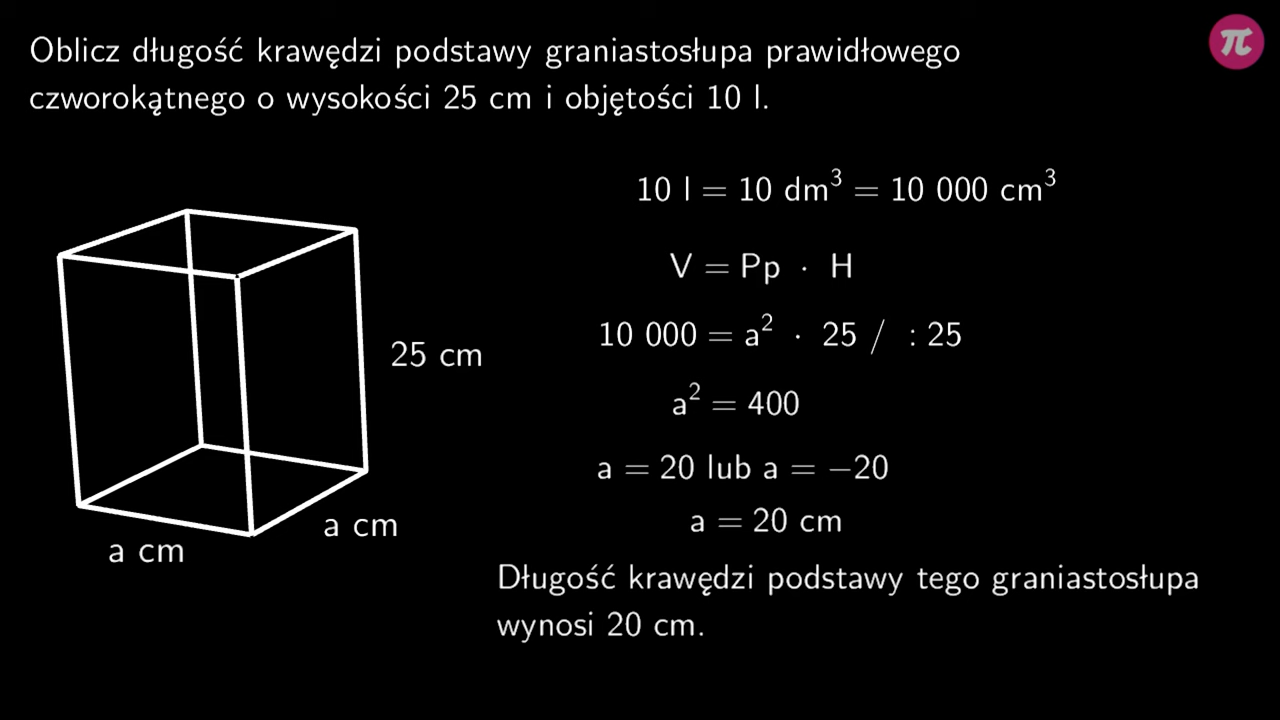 Oblicz długość krawędzi podstawy graniastosłupa prawidłowego
czworokątnego o wysokości 25 cm i objętości 10 l.
π
10 l = 10 dm³ = 10 000 cm³
V = Pp · H
10 000 = a² · 25 / : 25
25 cm
a² = 400
a = 20 lub a = −20
a = 20 cm
a cm
a cm
Długość krawędzi podstawy tego graniastosłupa
wynosi 20 cm.